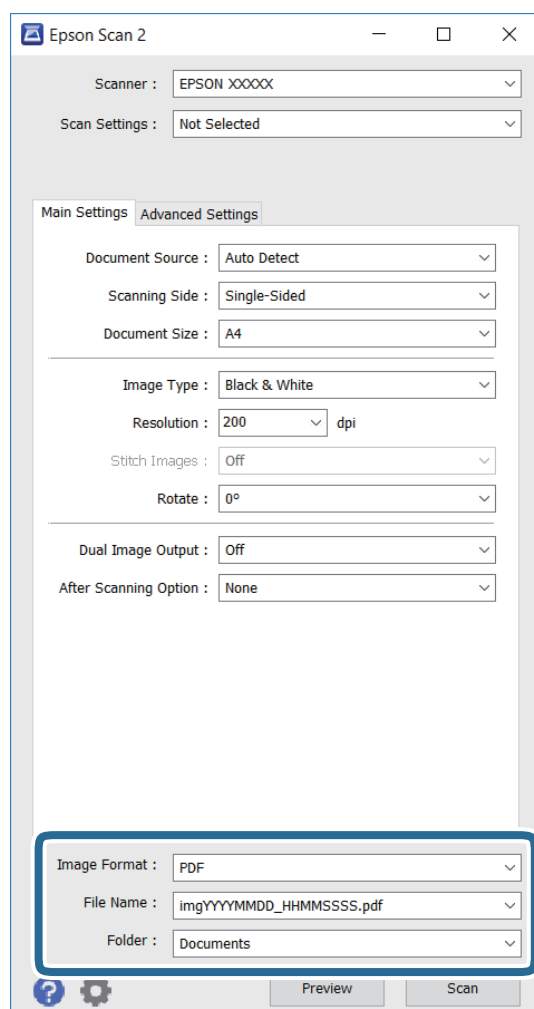 Epson Scan 2
Scanner : EPSON XXXXX
Scan Settings : Not Selected
Main Settings Advanced Settings
Document Source : Auto Detect
Scanning Side : Single-Sided
Document Size : A4
Image Type : Black & White
Resolution : 200 dpi
Stitch Images : Off
Rotate : 0º
Dual Image Output : Off
After Scanning Option : None
Image Format : PDF
File Name : imgYYYYMMDD_HHMMSSSS.pdf
Folder : Documents
? Preview Scan